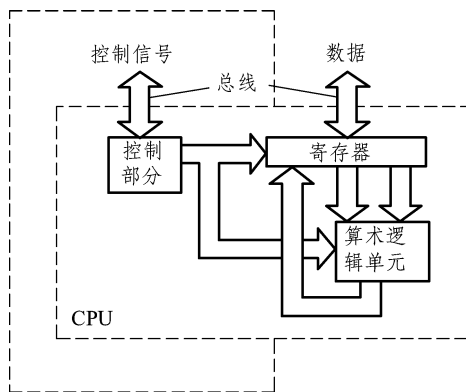 控制信号
数据
总线
控制
部分
寄存器
算术逻
辑单元
CPU